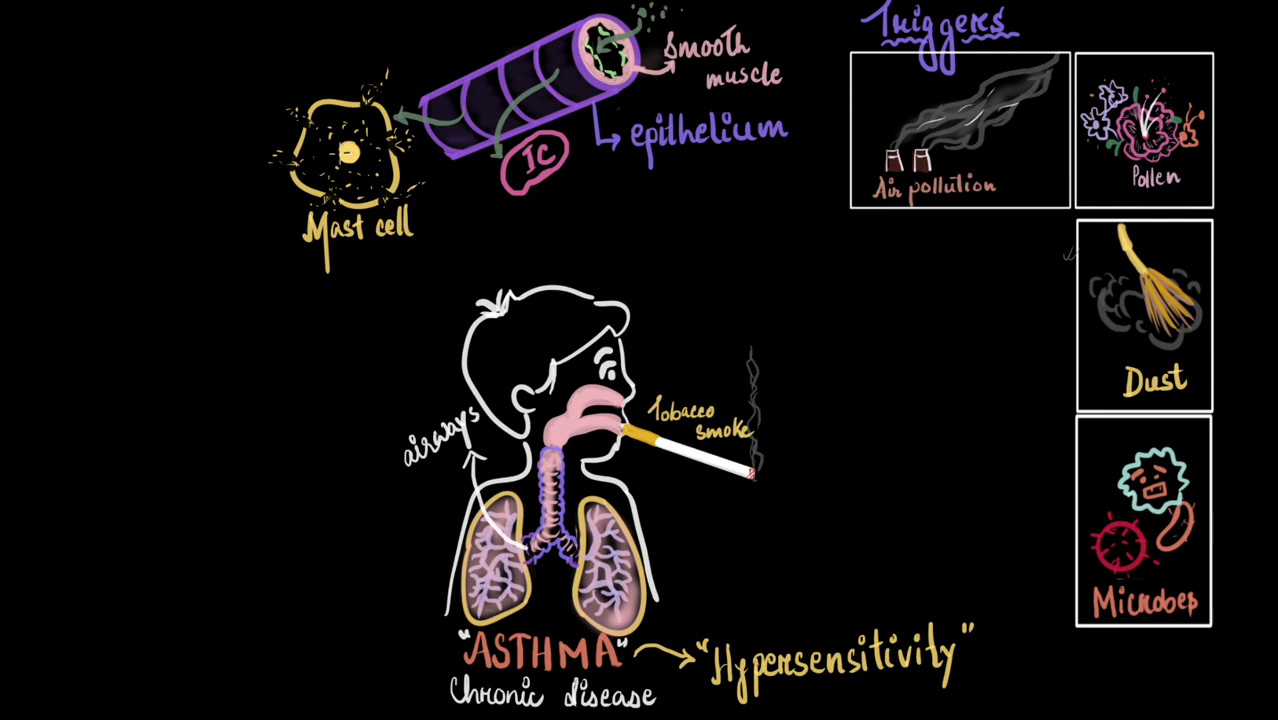 Triggers
Smooth
muscle
epithelium
IC
Mast cell
Air pollution
Pollen
Dust
Microbes
airways
Tobacco
smoke
"ASTHMA"
"Hypersensitivity"
Chronic disease